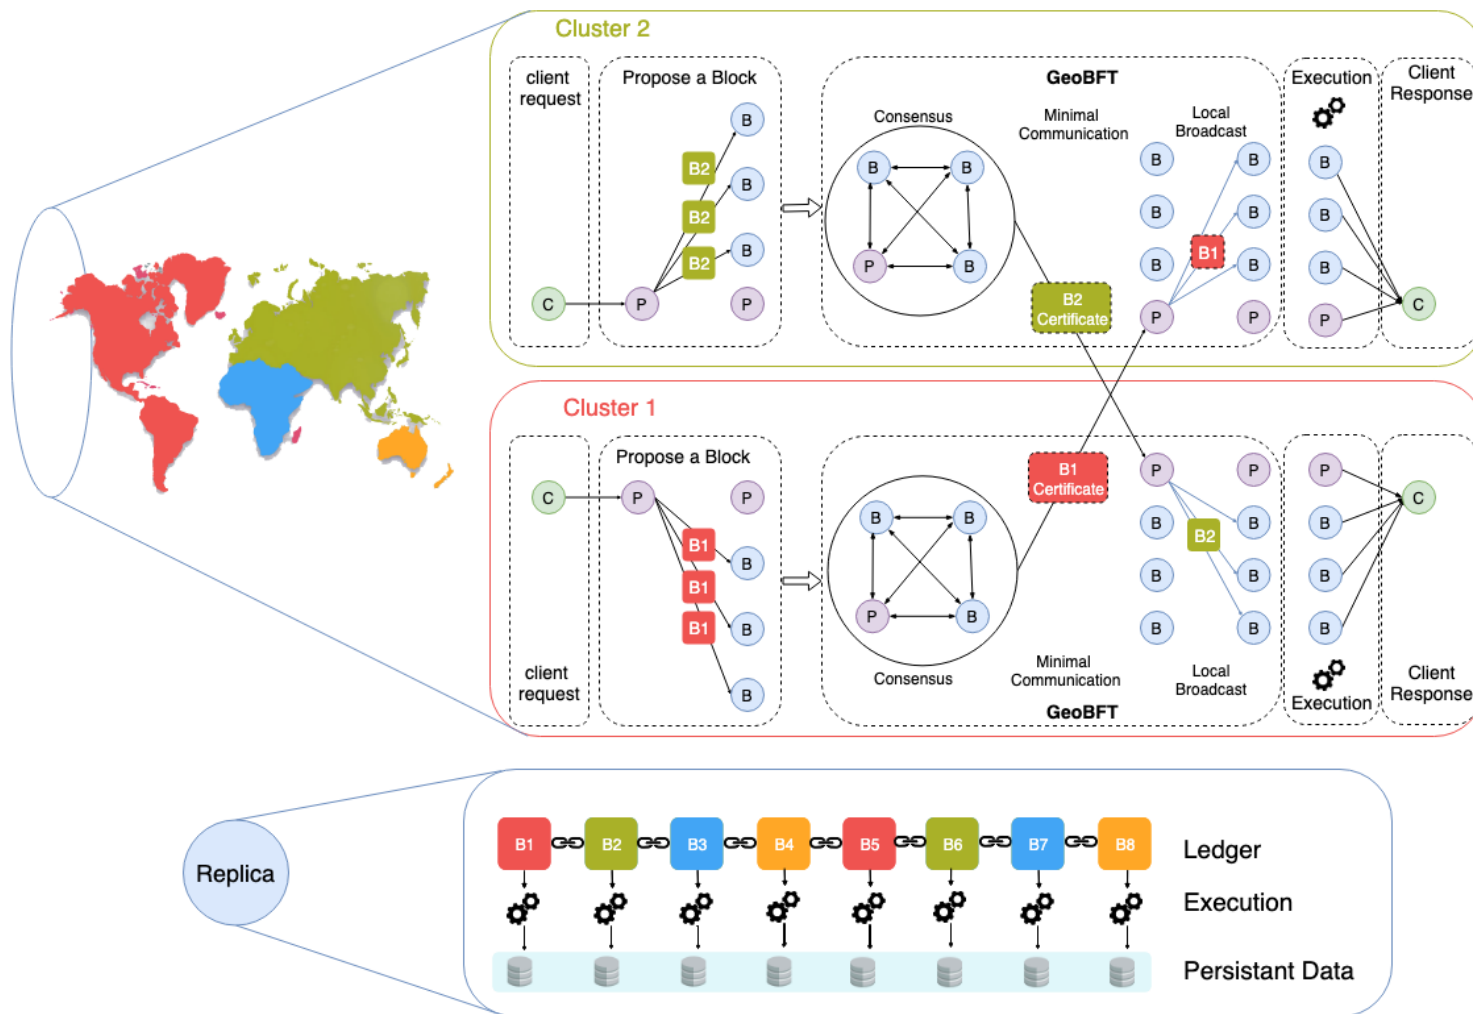 Cluster 2
client
request
Propose a Block
GeoBFT
Execution
Client
Response
Consensus
Minimal
Communication
Local
Broadcast
B
B
B
B2
B2
B2
C
P
P
B
B
P
B
B2
Certificate
B
B
B
P
B
B
B
P
B1
B
B
B
P
C
Cluster 1
Propose a Block
C
P
P
B1
B1
B1
B
B
B
client
request
B
B
P
B
Consensus
B1
Certificate
Minimal
Communication
GeoBFT
P
B
B
B
P
B
B
B
B2
Local
Broadcast
P
B
B
B
Execution
C
Client
Response
Replica
B1
B2
B3
B4
B5
B6
B7
B8
Ledger
Execution
Persistant Data